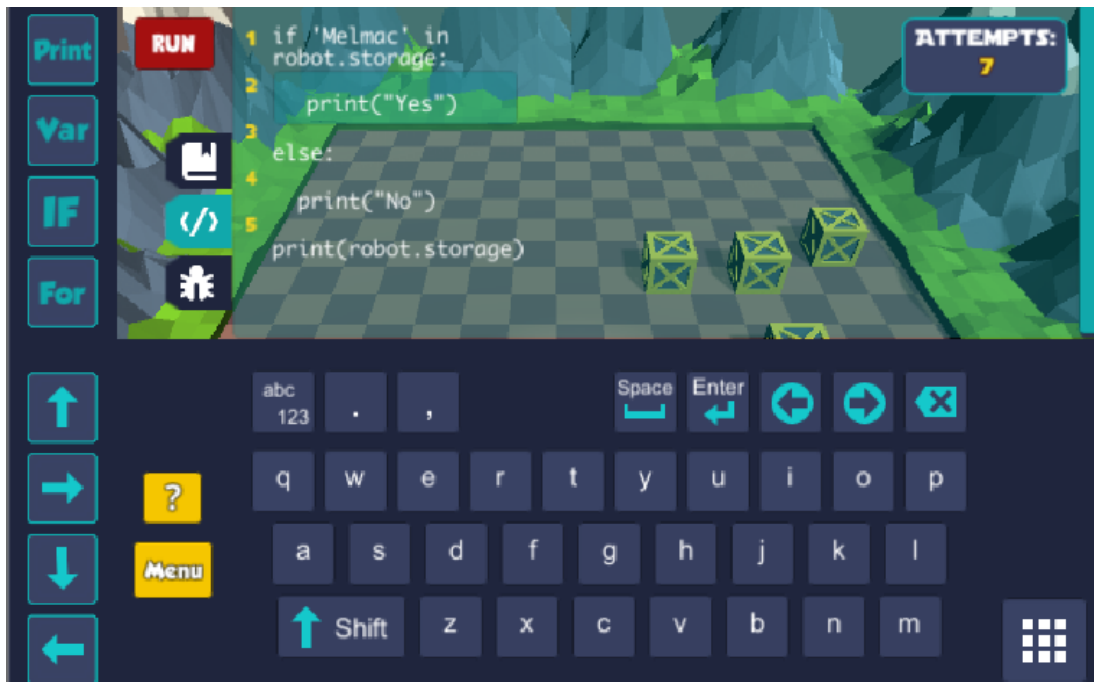 Print
RUN
ATTEMPTS:
7
1 if 'Melmac' in
robot.storage:
2
print("Yes")
3
else:
4
print("No")
5
print(robot.storage)
Var
IF
</>
For
abc
123
.
,
Space
Enter
q w e r t y u i o p
?
a s d f g h j k l
Menu
Shift z x c v b n m